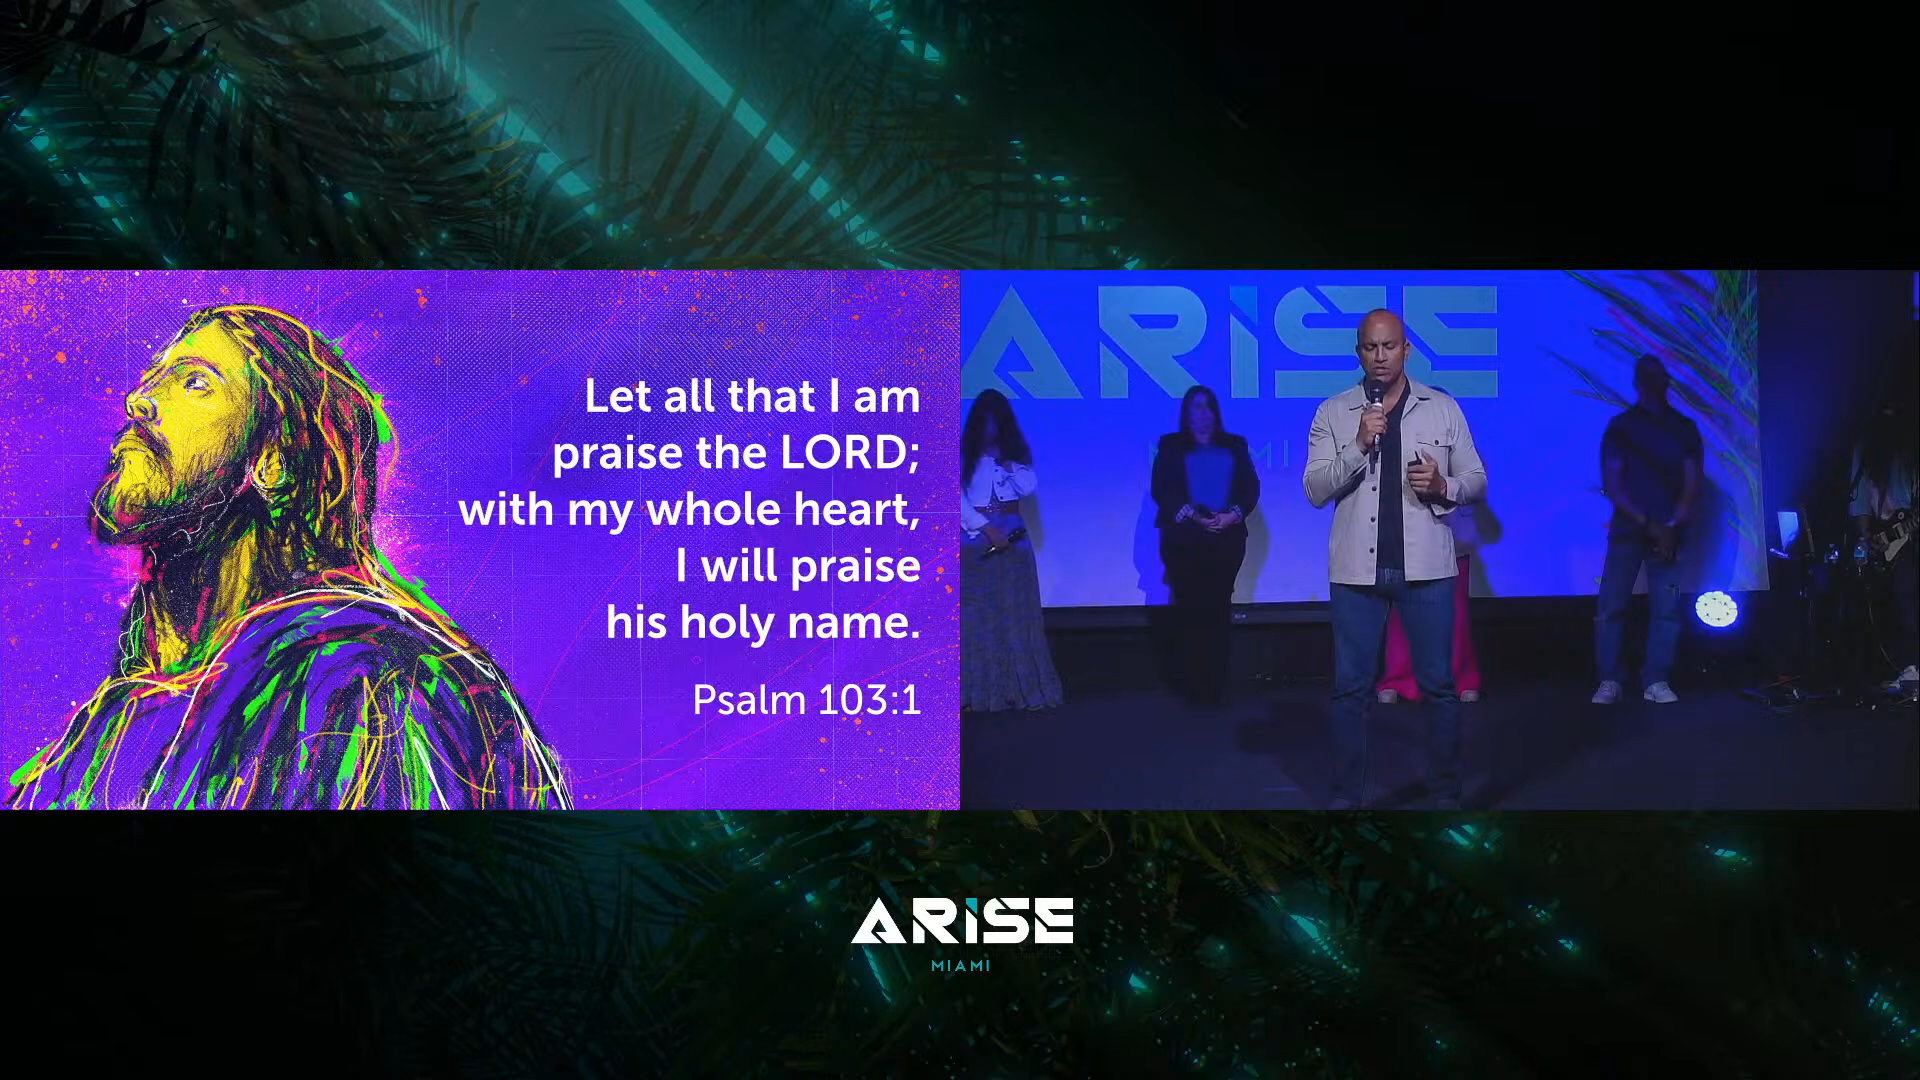 Let all that I am
praise the LORD;
with my whole heart,
I will praise
his holy name.
Psalm 103:1
ARISE
ARISE
MIAMI